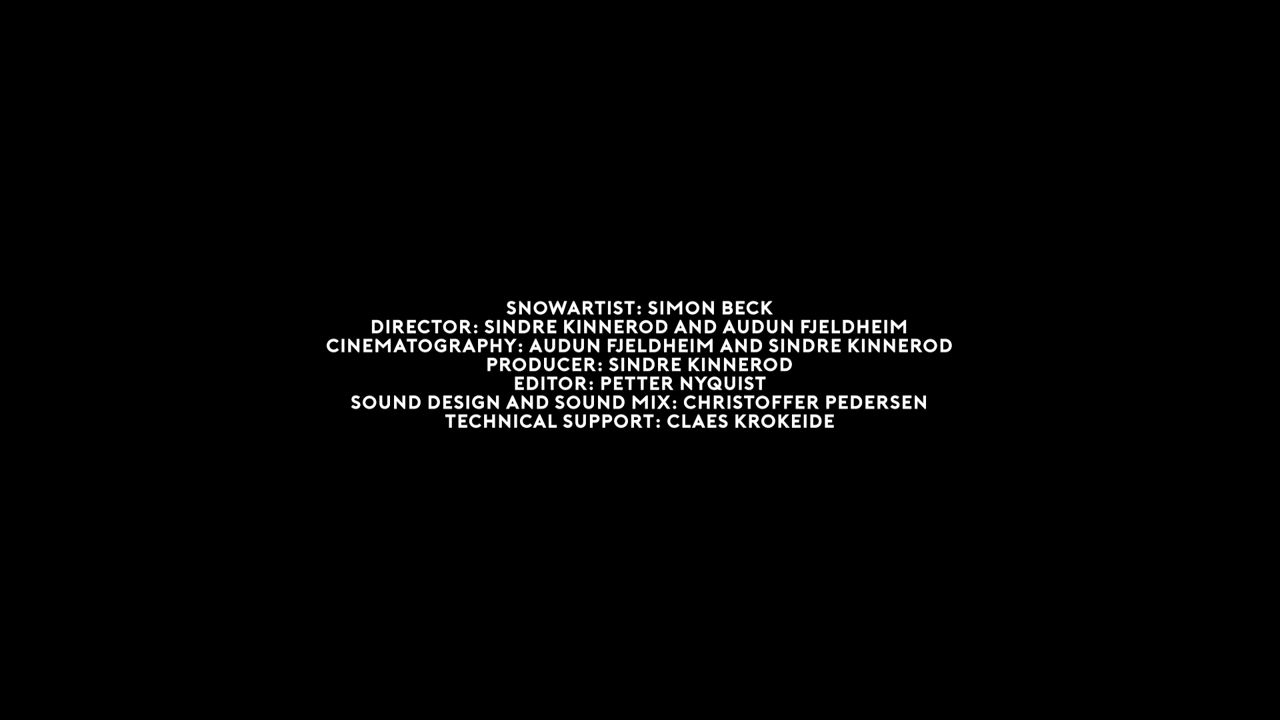 SNOWARTIST: SIMON BECK
DIRECTOR: SINDRE KINNEROD AND AUDUN FJELDHEIM
CINEMATOGRAPHY: AUDUN FJELDHEIM AND SINDRE KINNEROD
PRODUCER: SINDRE KINNEROD
EDITOR: PETTER NYQUIST
SOUND DESIGN AND SOUND MIX: CHRISTOFFER PEDERSEN
TECHNICAL SUPPORT: CLAES KROKEIDE